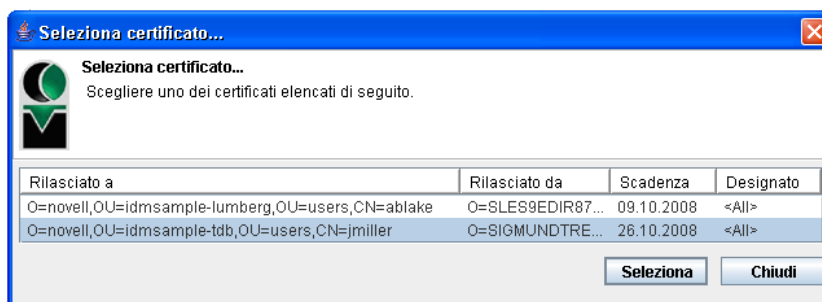 Seleziona certificato...
Seleziona certificato...
Scegliere uno dei certificati elencati di seguito.
Rilasciato a Rilasciato da Scadenza Designato
O=novell,OU=idmsample-lumberg,OU=users,CN=ablake O=SLES9EDIR87... 09.10.2008 <All>
O=novell,OU=idmsample-tdb,OU=users,CN=jmiller O=SIGMUNDTRE... 26.10.2008 <All>
Seleziona Chiudi